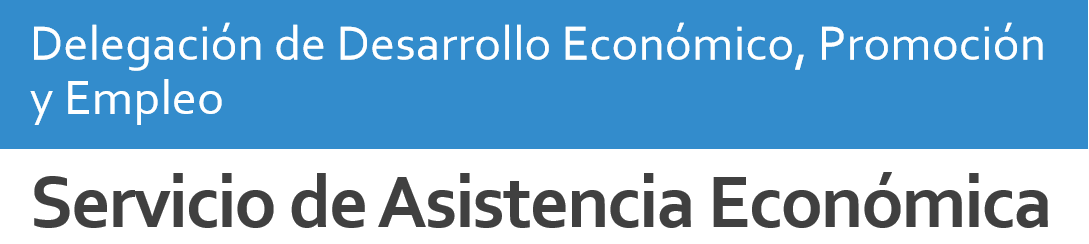 Delegación de Desarrollo Económico, Promoción
y Empleo
Servicio de Asistencia Económica